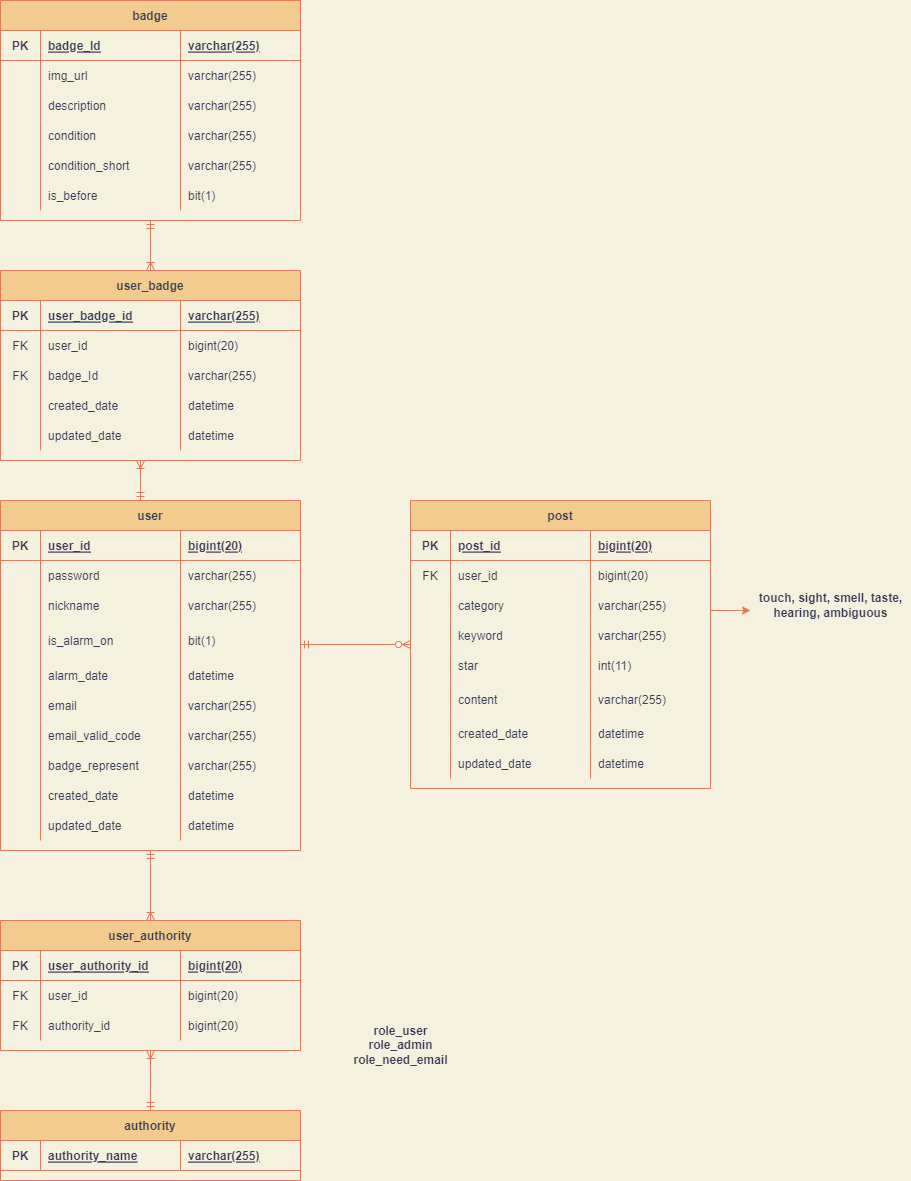 badge
PK badge_Id varchar(255)
img_url varchar(255)
description varchar(255)
condition varchar(255)
condition_short varchar(255)
is_before bit(1)
user_badge
PK user_badge_id varchar(255)
FK user_id bigint(20)
FK badge_Id varchar(255)
created_date datetime
updated_date datetime
user
PK user_id bigint(20)
password varchar(255)
nickname varchar(255)
is_alarm_on bit(1)
alarm_date datetime
email varchar(255)
email_valid_code varchar(255)
badge_represent varchar(255)
created_date datetime
updated_date datetime
post
PK post_id bigint(20)
FK user_id bigint(20)
category varchar(255)
keyword varchar(255)
star int(11)
content varchar(255)
created_date datetime
updated_date datetime
touch, sight, smell, taste,
hearing, ambiguous
user_authority
PK user_authority_id bigint(20)
FK user_id bigint(20)
FK authority_id bigint(20)
role_user
role_admin
role_need_email
authority
PK authority_name varchar(255)